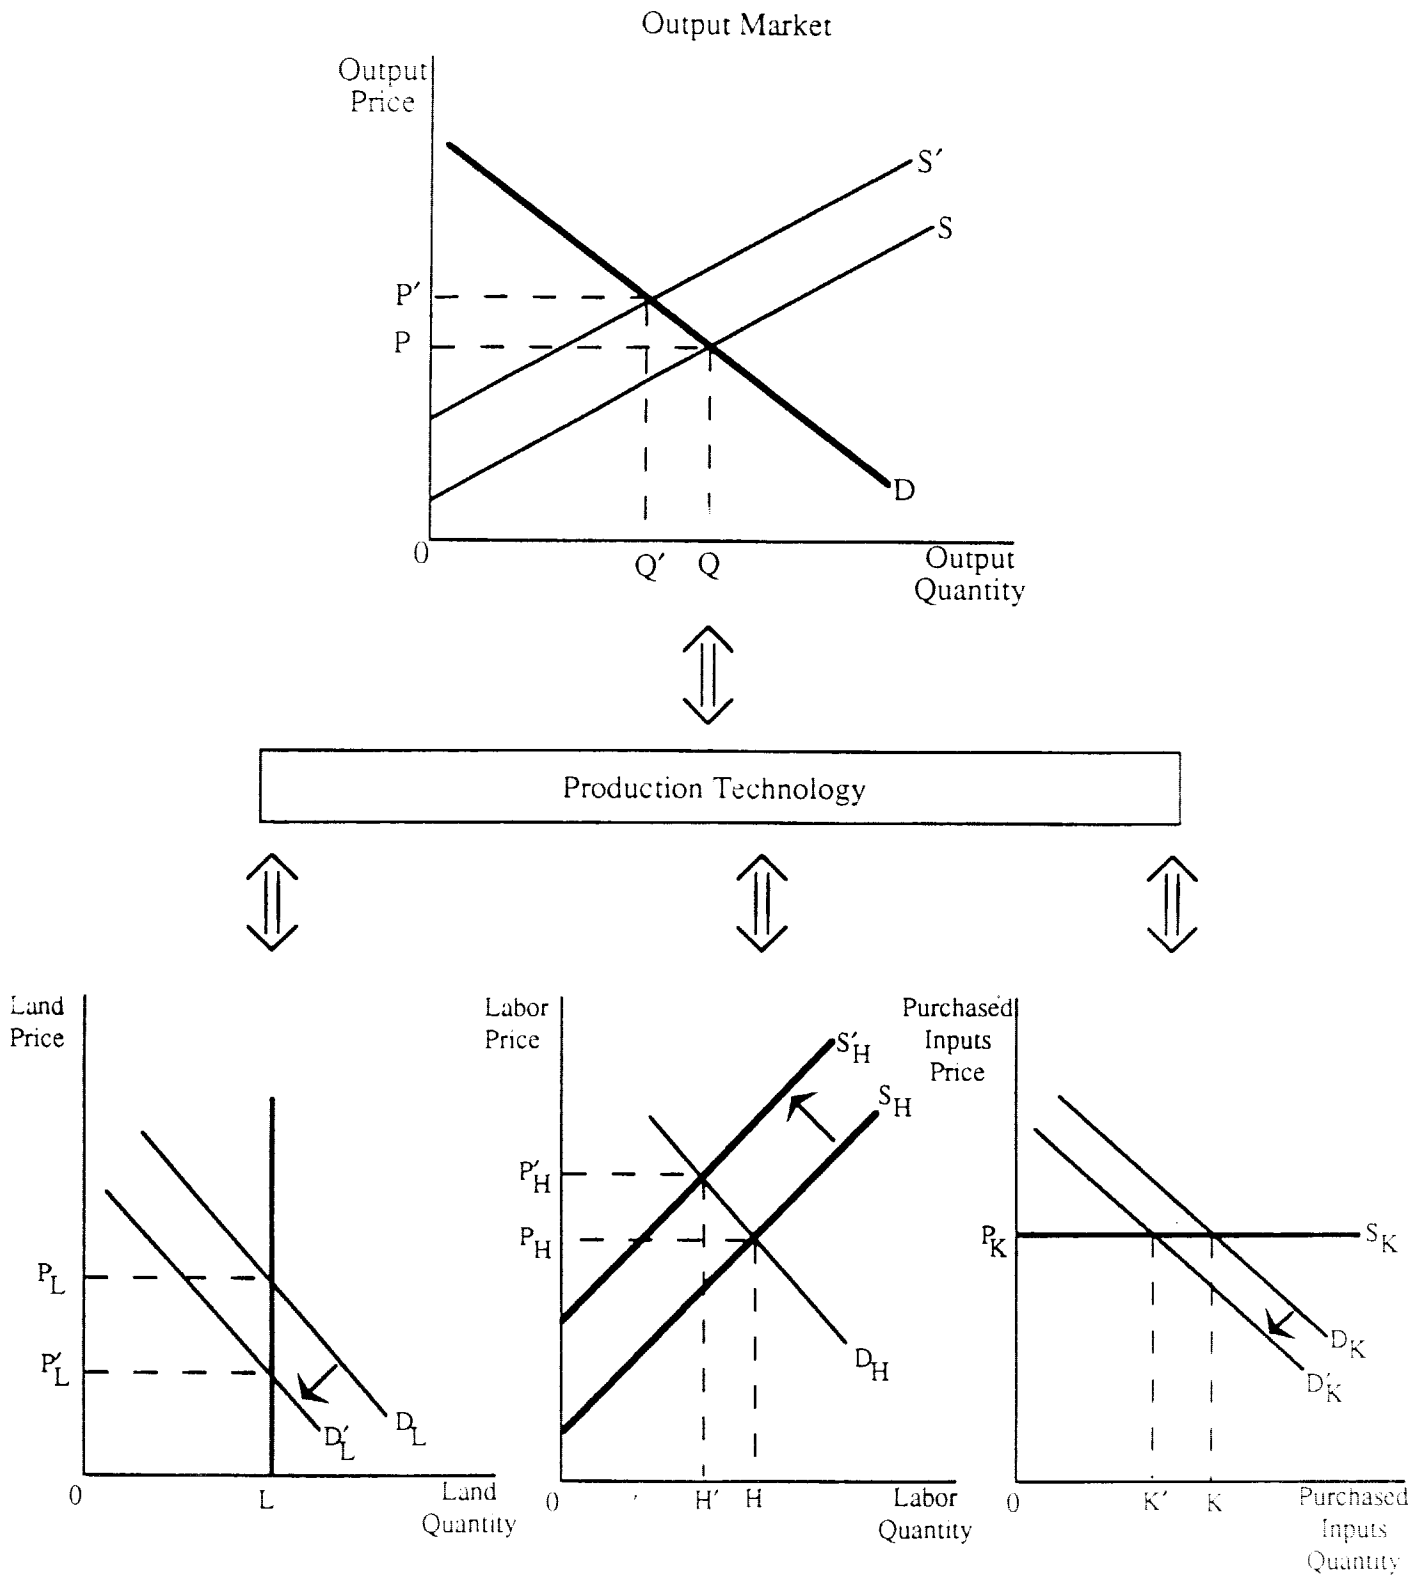 Output Market
Output
Price
S′
S
P′
P
D
0
Q′
Q
Output
Quantity
Production Technology
Land
Price
P_L
P′_L
D′_L
D_L
0
L
Land
Quantity
Labor
Price
S′_H
S_H
P′_H
P_H
D_H
0
H′
H
Labor
Quantity
Purchased
Inputs
Price
P_K
S_K
D_K
D′_K
0
K′
K
Purchased
Inputs
Quantity